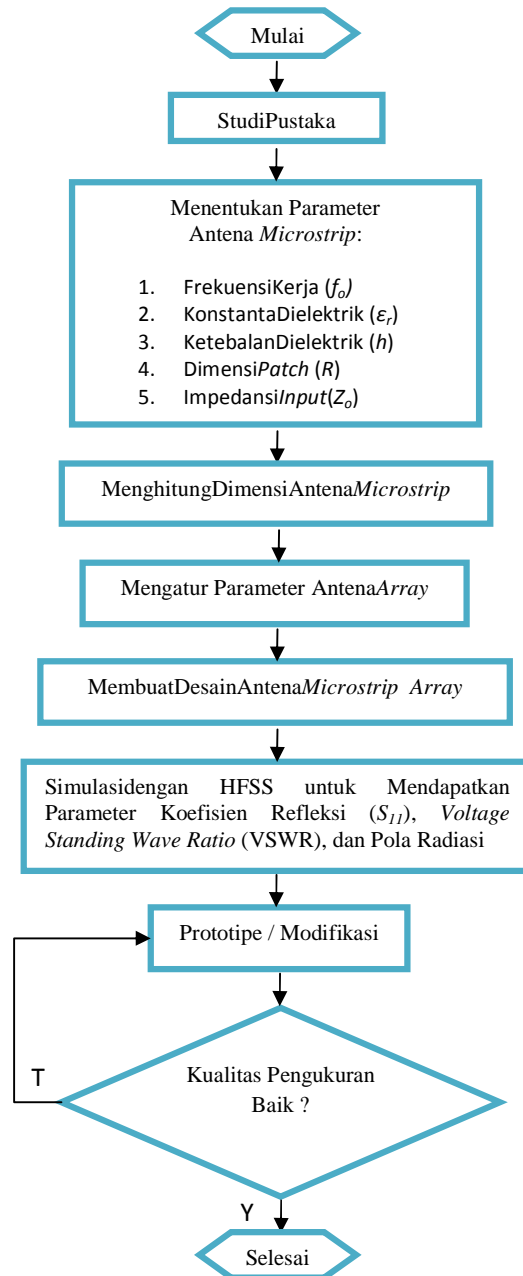 Mulai
StudiPustaka
Menentukan Parameter
Antena Microstrip:
1. FrekuensiKerja (fo)
2. KonstantaDielektrik (εr)
3. KetebalanDielektrik (h)
4. DimensiPatch (R)
5. ImpedansiInput(Zo)
MenghitungDimensiAntenaMicrostrip
Mengatur Parameter AntenaArray
MembuatDesainAntenaMicrostrip Array
Simulasidengan HFSS untuk Mendapatkan
Parameter Koefisien Refleksi (S11), Voltage
Standing Wave Ratio (VSWR), dan Pola Radiasi
Prototipe / Modifikasi
Kualitas Pengukuran
Baik ?
T
Y
Selesai